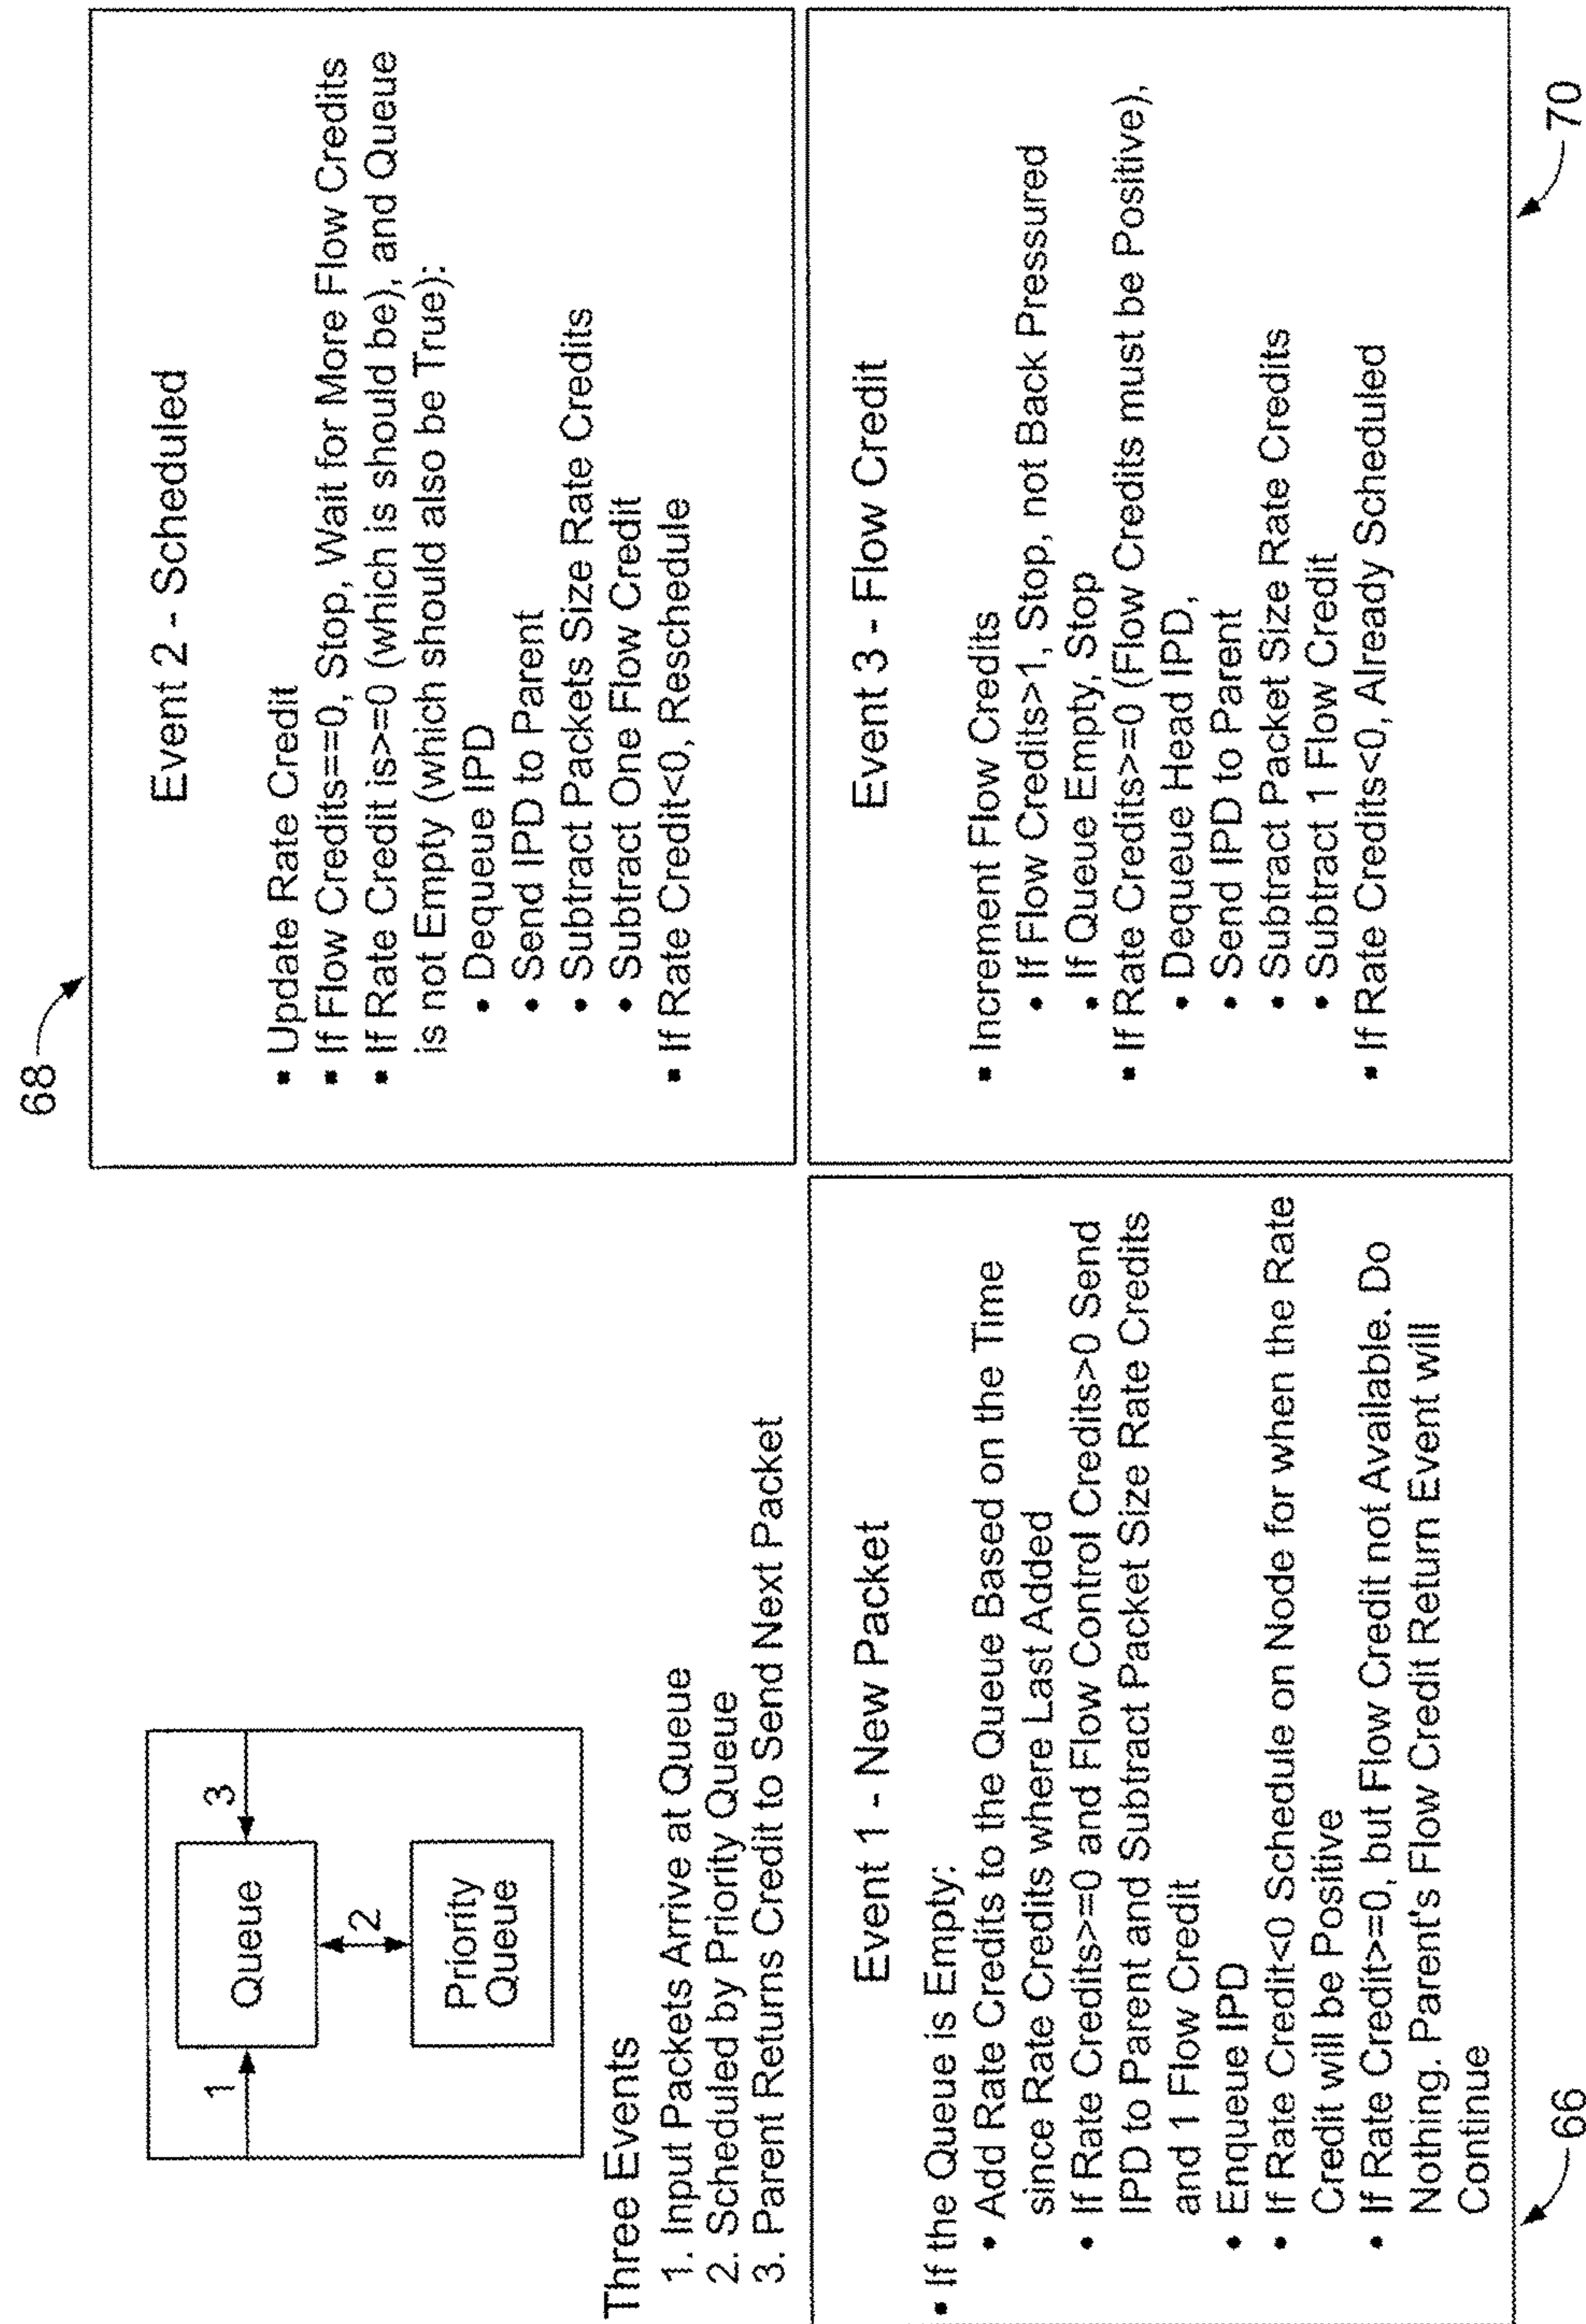 1
3
Queue
2
Priority
Queue
Three Events
1. Input Packets Arrive at Queue
2. Scheduled by Priority Queue
3. Parent Returns Credit to Send Next Packet
68
Event 2 - Scheduled
▪ Update Rate Credit
▪ If Flow Credits==0, Stop, Wait for More Flow Credits
▪ If Rate Credit is>=0 (which is should be), and Queue
is not Empty (which should also be True):
• Dequeue IPD
• Send IPD to Parent
• Subtract Packets Size Rate Credits
• Subtract One Flow Credit
▪ If Rate Credit<0, Reschedule
Event 1 - New Packet
▪ If the Queue is Empty:
• Add Rate Credits to the Queue Based on the Time
since Rate Credits where Last Added
• If Rate Credits>=0 and Flow Control Credits>0 Send
IPD to Parent and Subtract Packet Size Rate Credits
and 1 Flow Credit
• Enqueue IPD
• If Rate Credit<0 Schedule on Node for when the Rate
Credit will be Positive
• If Rate Credit>=0, but Flow Credit not Available. Do
Nothing. Parent's Flow Credit Return Event will
Continue
66
Event 3 - Flow Credit
▪ Increment Flow Credits
• If Flow Credits>1, Stop, not Back Pressured
• If Queue Empty, Stop
▪ If Rate Credits>=0 (Flow Credits must be Positive),
• Dequeue Head IPD,
• Send IPD to Parent
• Subtract Packet Size Rate Credits
• Subtract 1 Flow Credit
▪ If Rate Credits<0, Already Scheduled
70